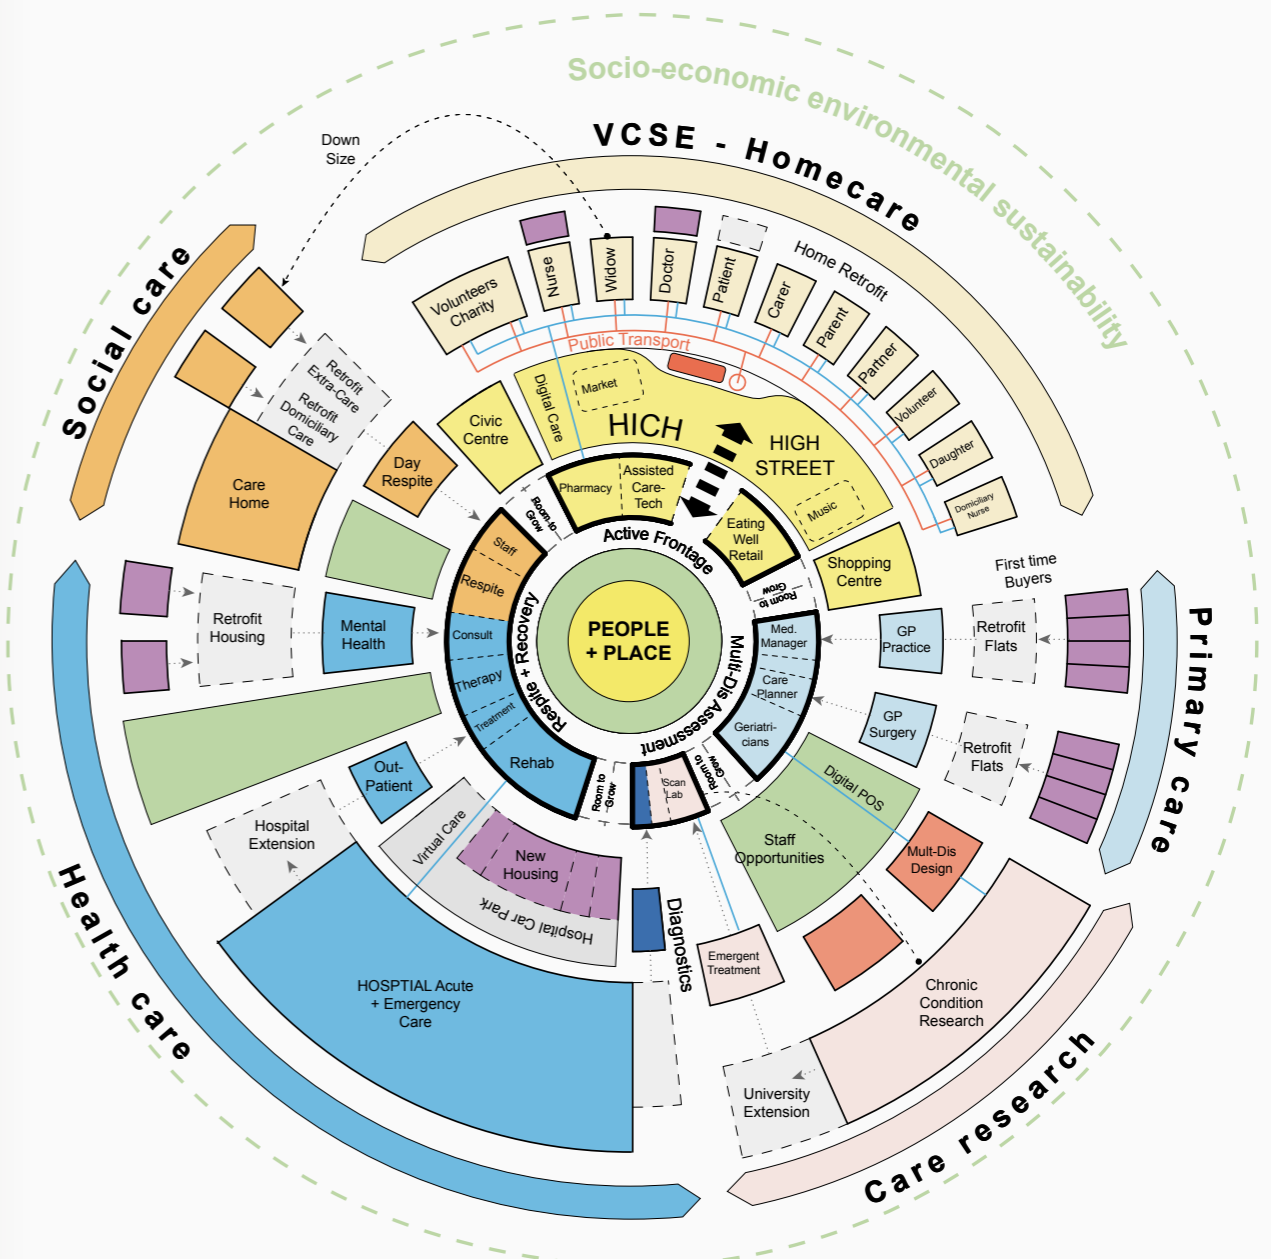 Socio-economic environmental sustainability
VCSE - Homecare
Down
Size
Social care
Volunteers
Charity
Nurse
Widow
Doctor
Patient
Home Retrofit
Carer
Parent
Partner
Volunteer
Daughter
Domiciliary
Nurse
Public Transport
Retrofit
Extra-Care
Retrofit
Domiciliary
Care
Care
Home
Day
Respite
Civic
Centre
Digital Care
Market
HICH
HIGH
STREET
Music
Pharmacy
Assisted
Care-
Tech
Eating
Well
Retail
Shopping
Centre
Room to
Grow
Active Frontage
Room to
Grow
Staff
Respite
Consult
Therapy
Treatment
Rehab
Respite + Recovery
PEOPLE
+ PLACE
Multi-Dis Assessment
Med.
Manager
Care
Planner
Geriatri-
cians
Room to
Grow
Scan
Lab
Room to
Grow
First time
Buyers
GP
Practice
Retrofit
Flats
GP
Surgery
Retrofit
Flats
Primary care
Retrofit
Housing
Mental
Health
Out-
Patient
Hospital
Extension
Virtual Care
New
Housing
Hospital Car Park
HOSPTIAL Acute
+ Emergency
Care
Health care
Diagnostics
Emergent
Treatment
Digital POS
Staff
Opportunities
Mult-Dis
Design
Chronic
Condition
Research
University
Extension
Care research